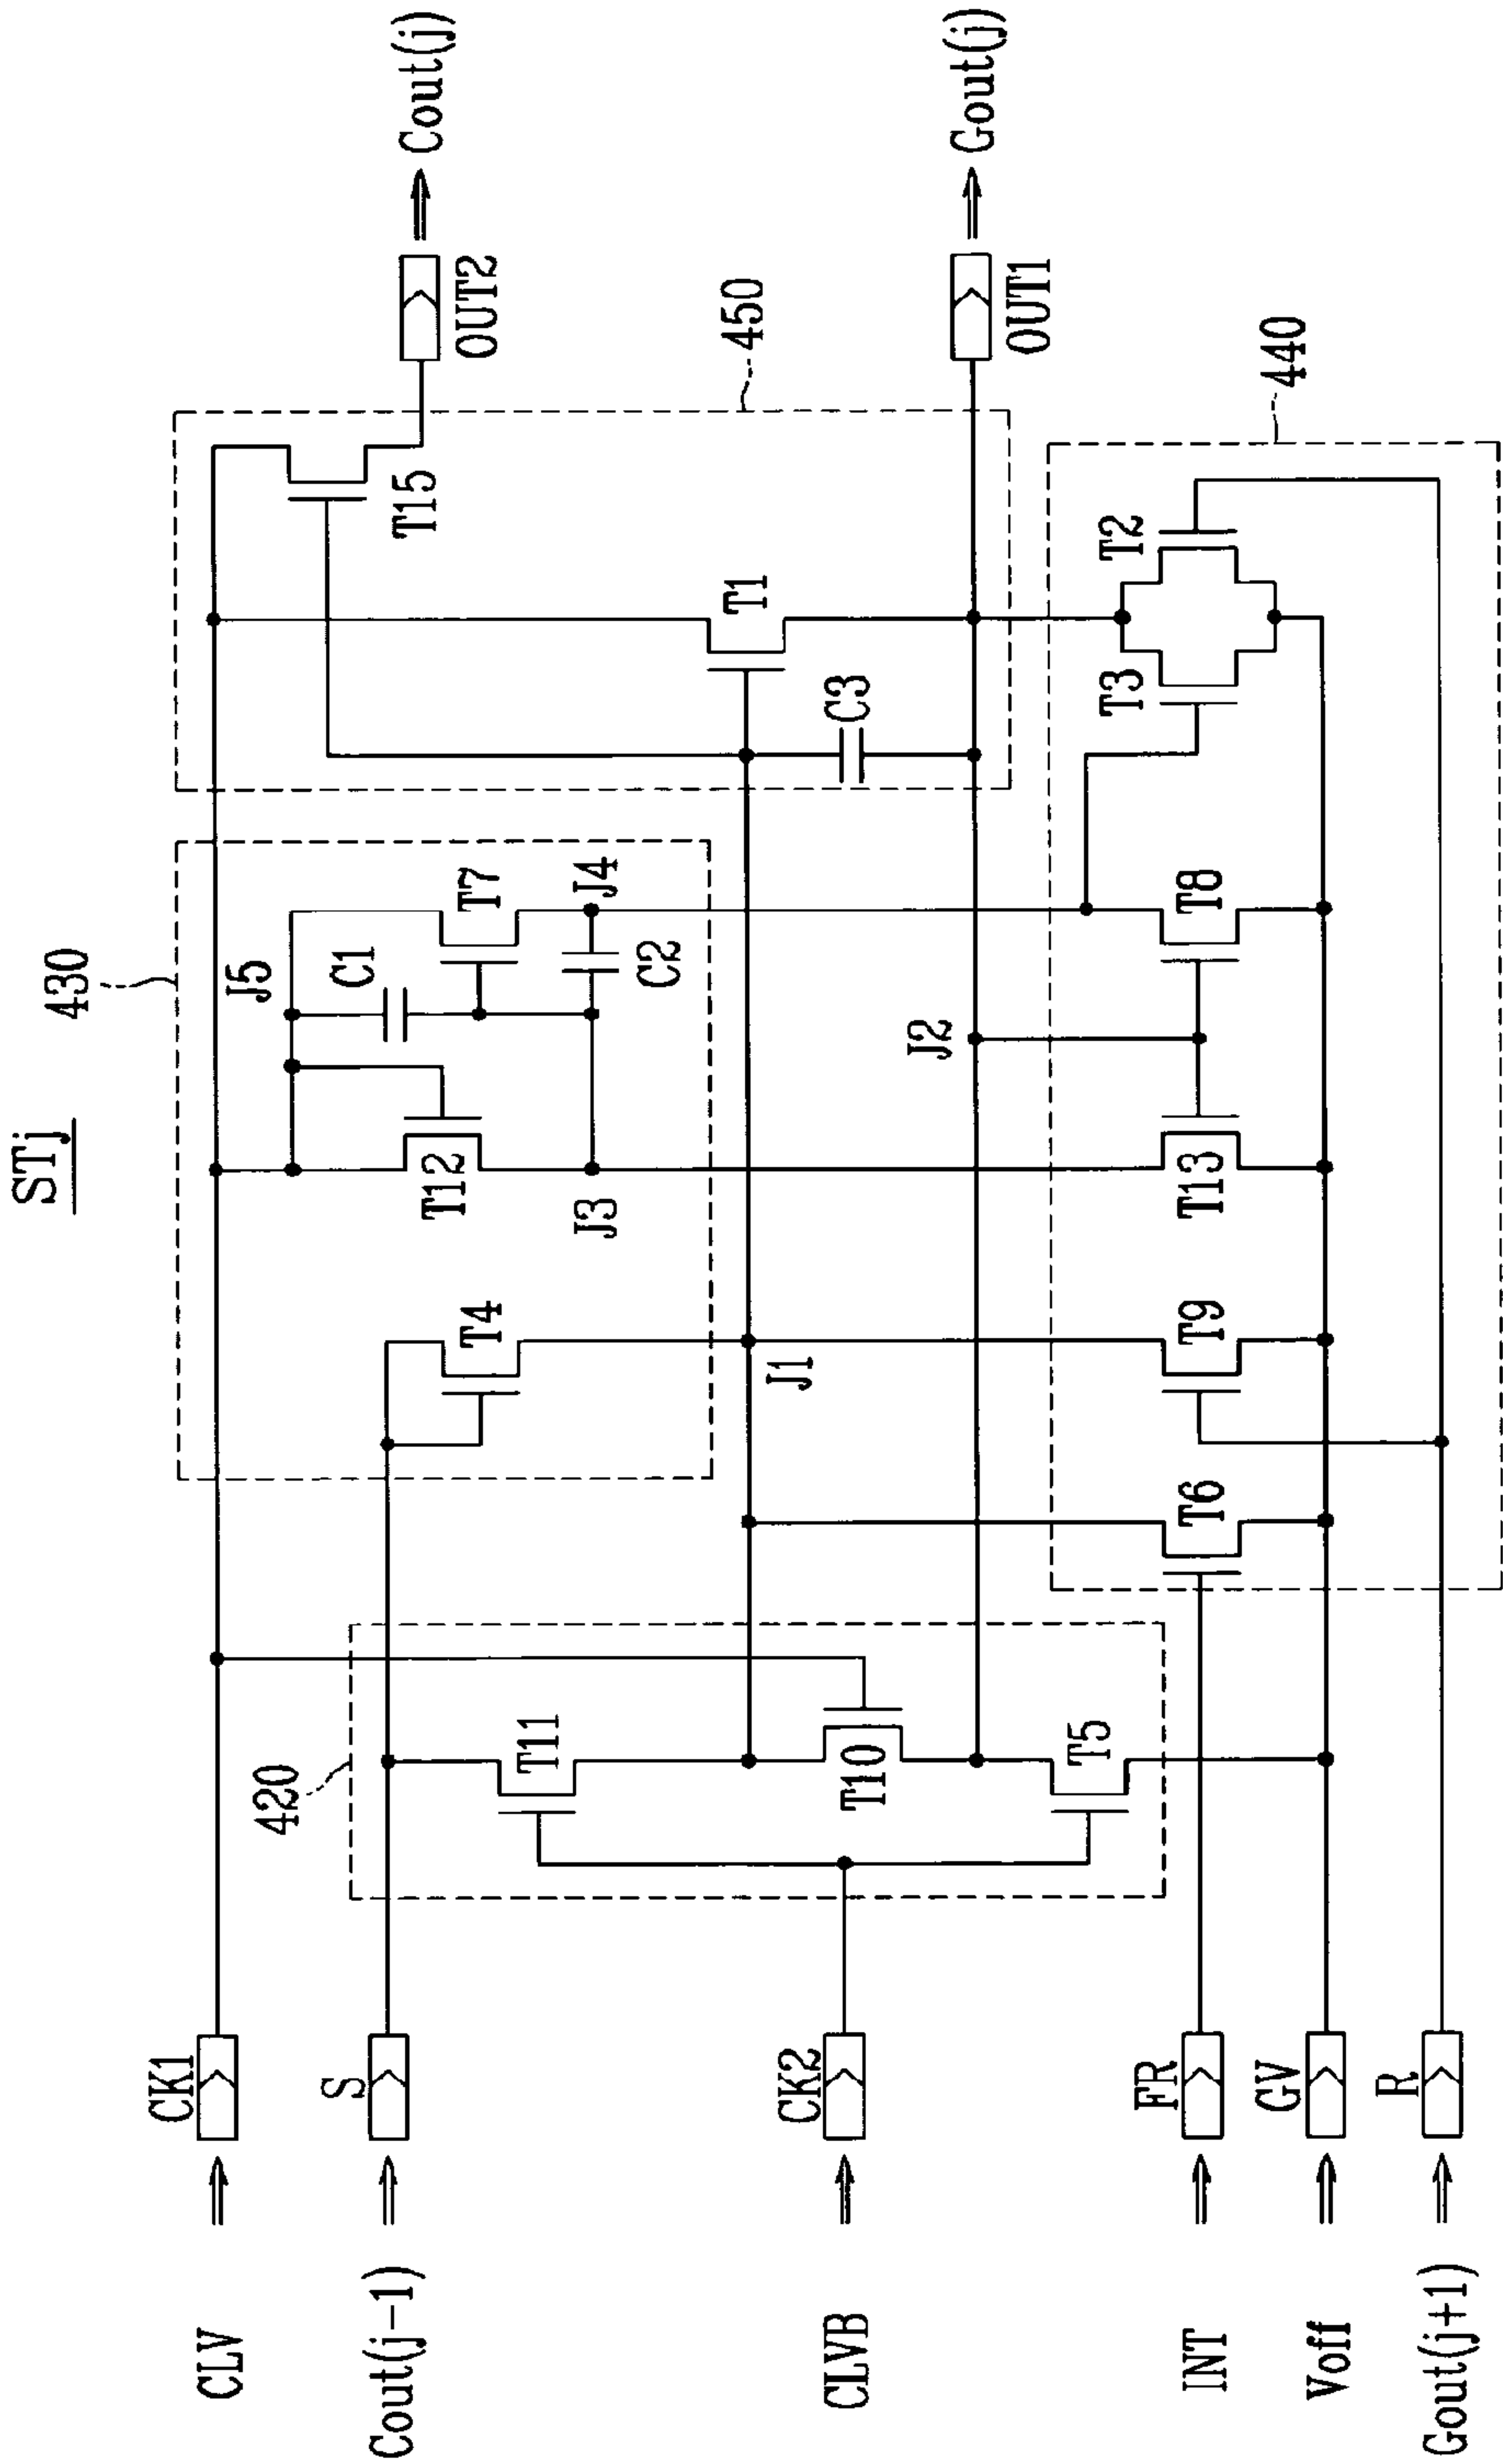 STj
430
J5
C1
T7
J4
C2
T12
J3
T4
T15
OUT2
Cout(j)
450
T1
C3
OUT1
Gout(j)
J2
J1
440
T2
T3
T8
T13
T9
T6
420
T11
T10
T5
CK1
CLV
S
Cout(j-1)
CK2
CLVB
FR
INT
GV
Voff
R
Gout(j+1)